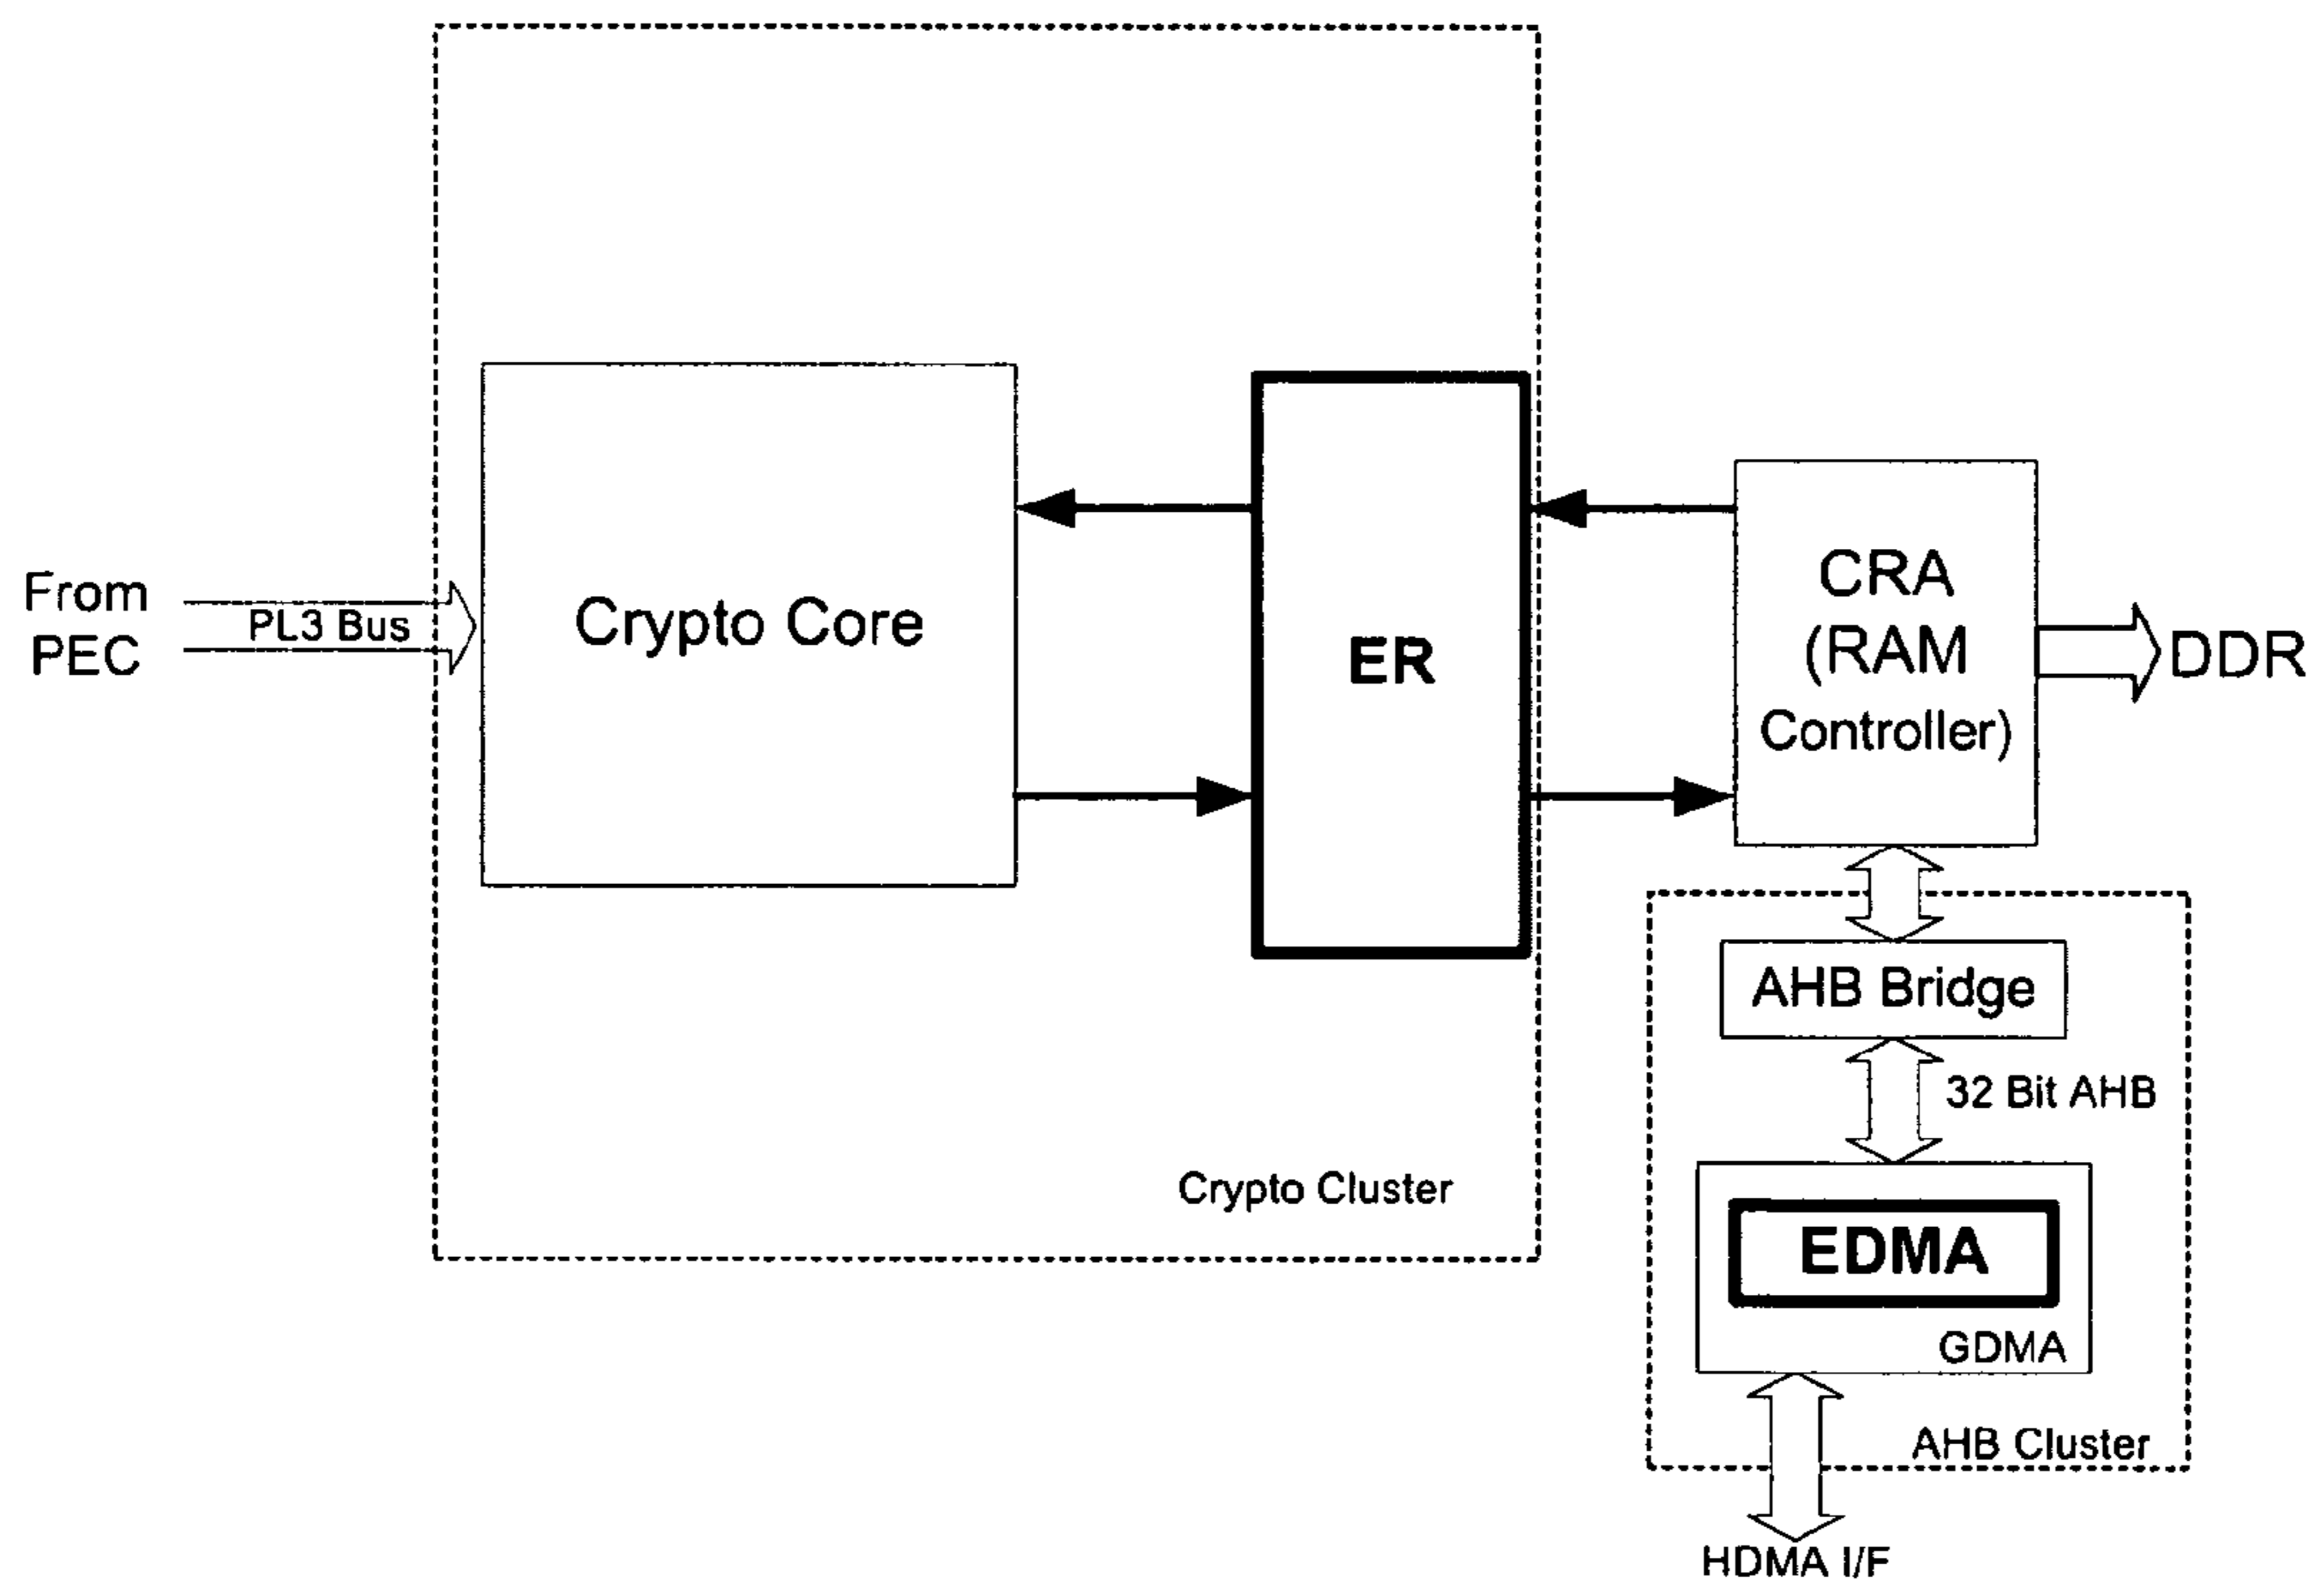 From
PEC
PL3 Bus
Crypto Core
ER
CRA
(RAM
Controller)
DDR
AHB Bridge
32 Bit AHB
Crypto Cluster
EDMA
GDMA
AHB Cluster
HDMA I/F